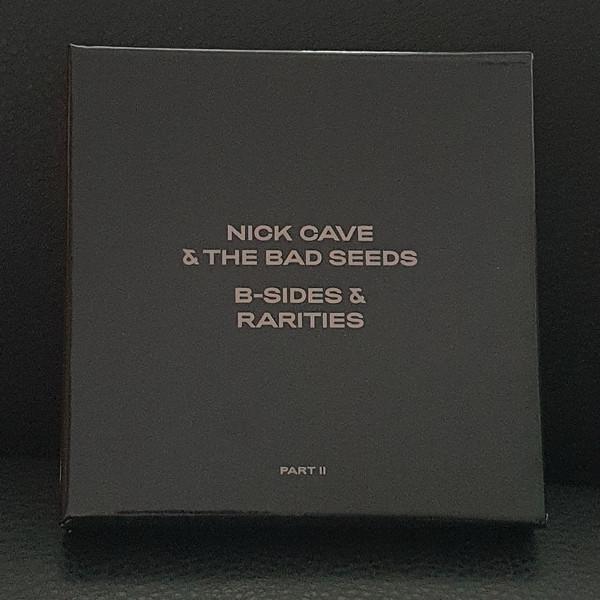 NICK CAVE
& THE BAD SEEDS
B-SIDES &
RARITIES
PART II